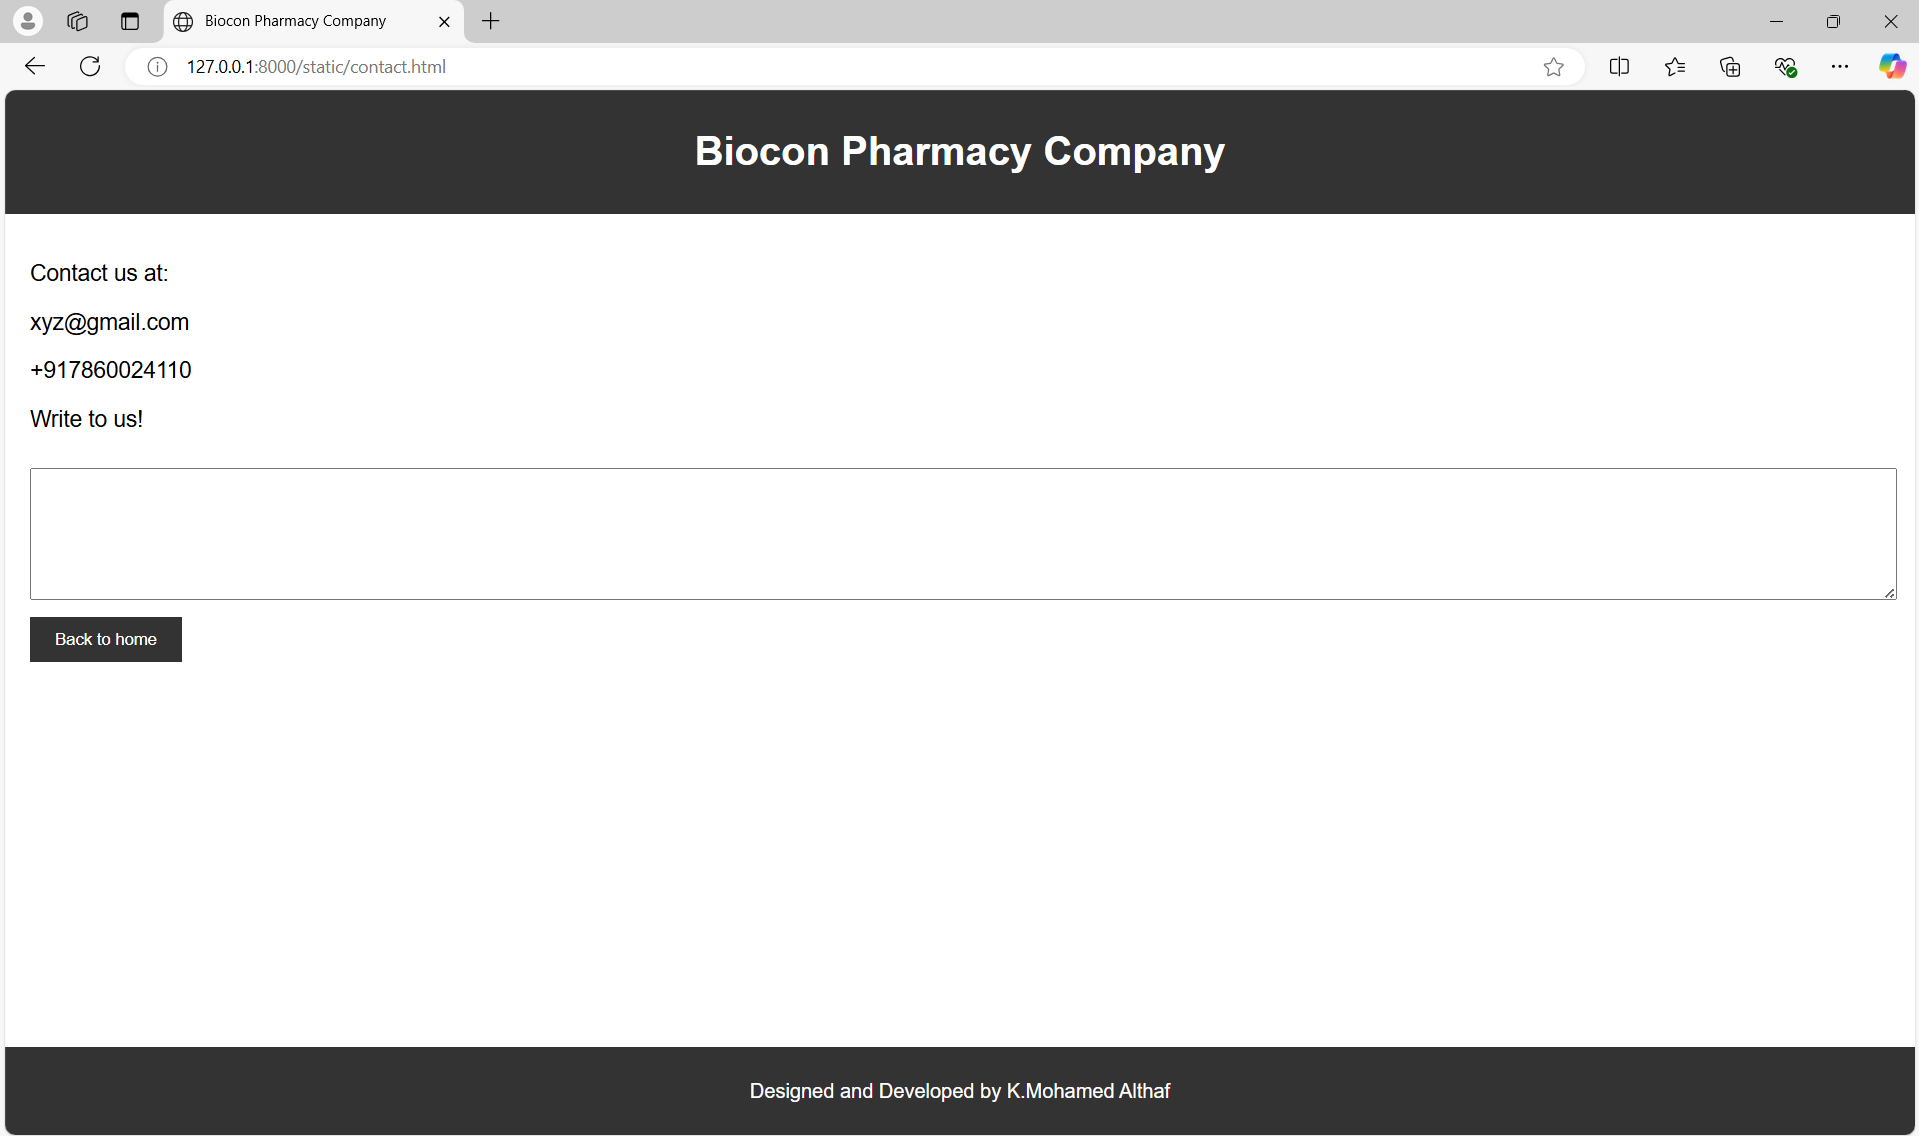 Biocon Pharmacy Company
127.0.0.1:8000/static/contact.html
Biocon Pharmacy Company
Contact us at:
xyz@gmail.com
+917860024110
Write to us!
Back to home
Designed and Developed by K.Mohamed Althaf